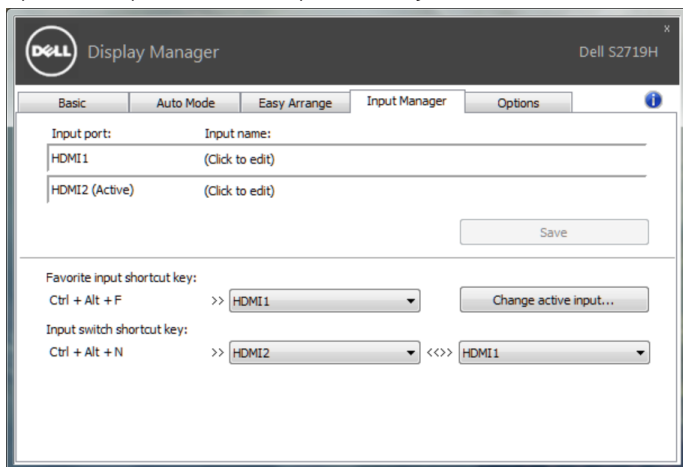 x
DELL Display Manager Dell S2719H
Basic Auto Mode Easy Arrange Input Manager Options i
Input port: Input name:
HDMI1 (Click to edit)
HDMI2 (Active) (Click to edit)
Save
Favorite input shortcut key:
Ctrl + Alt + F >> HDMI1 Change active input...
Input switch shortcut key:
Ctrl + Alt + N >> HDMI2 <<>> HDMI1